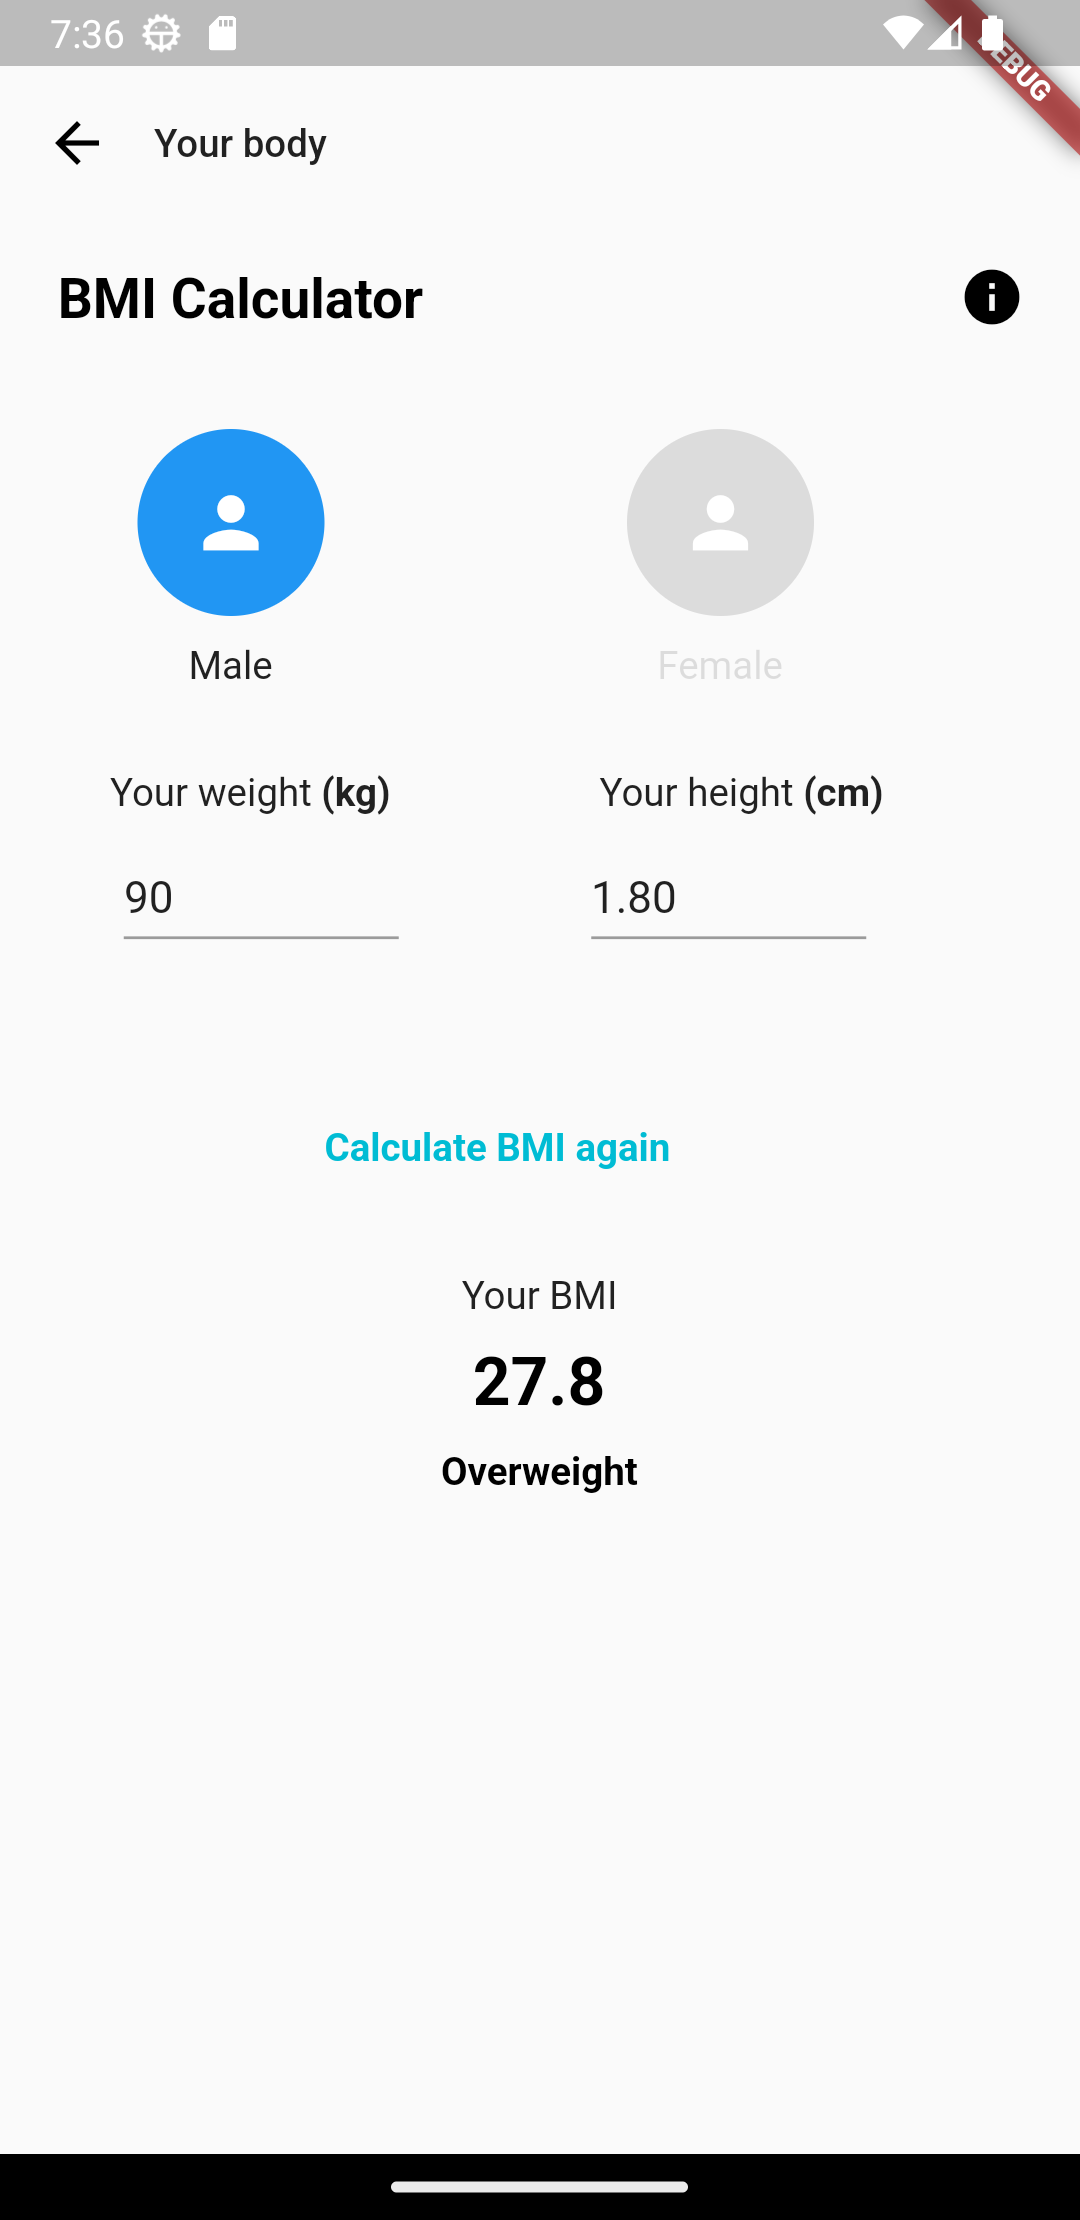 7:36
DEBUG
Your body
BMI Calculator
Male
Female
Your weight (kg)
Your height (cm)
90
1.80
Calculate BMI again
Your BMI
27.8
Overweight